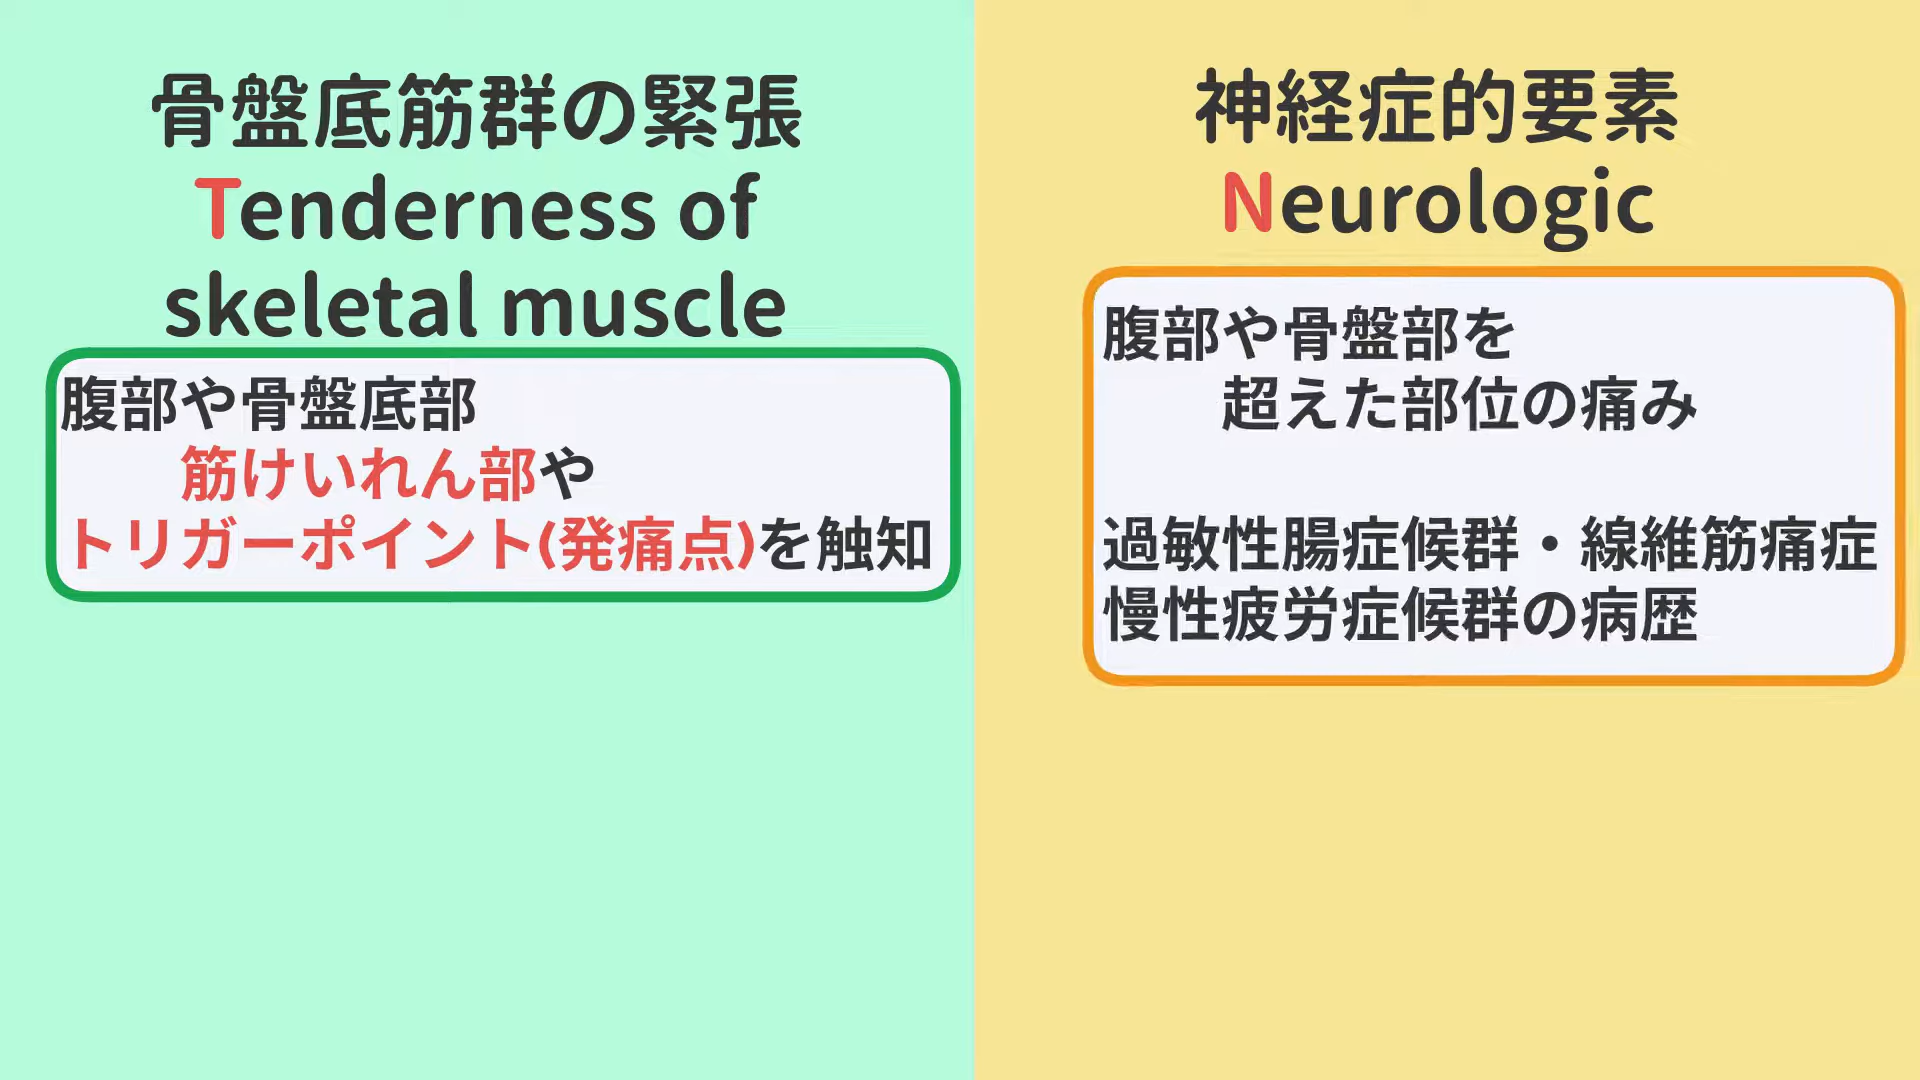 骨盤底筋群の緊張
Tenderness of
skeletal muscle
腹部や骨盤底部
筋けいれん部や
トリガーポイント(発痛点)を触知
神経症的要素
Neurologic
腹部や骨盤部を
超えた部位の痛み
過敏性腸症候群・線維筋痛症
慢性疲労症候群の病歴